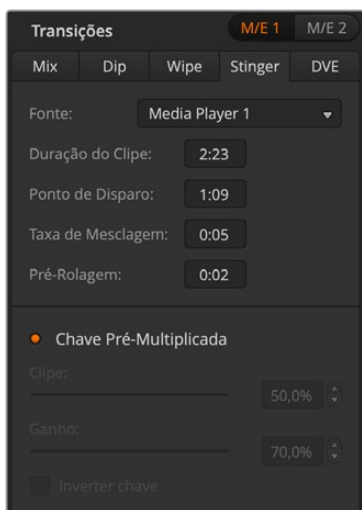 Transições M/E 1 M/E 2
Mix Dip Wipe Stinger DVE
Fonte: Media Player 1
Duração do Clipe: 2:23
Ponto de Disparo: 1:09
Taxa de Mesclagem: 0:05
Pré-Rolagem: 0:02
Chave Pré-Multiplicada
Clipe:
50,0%
Ganho:
70,0%
Inverter chave